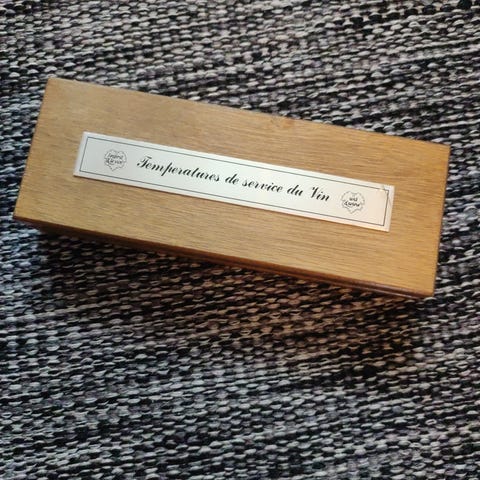 Temperatures de service du Vin